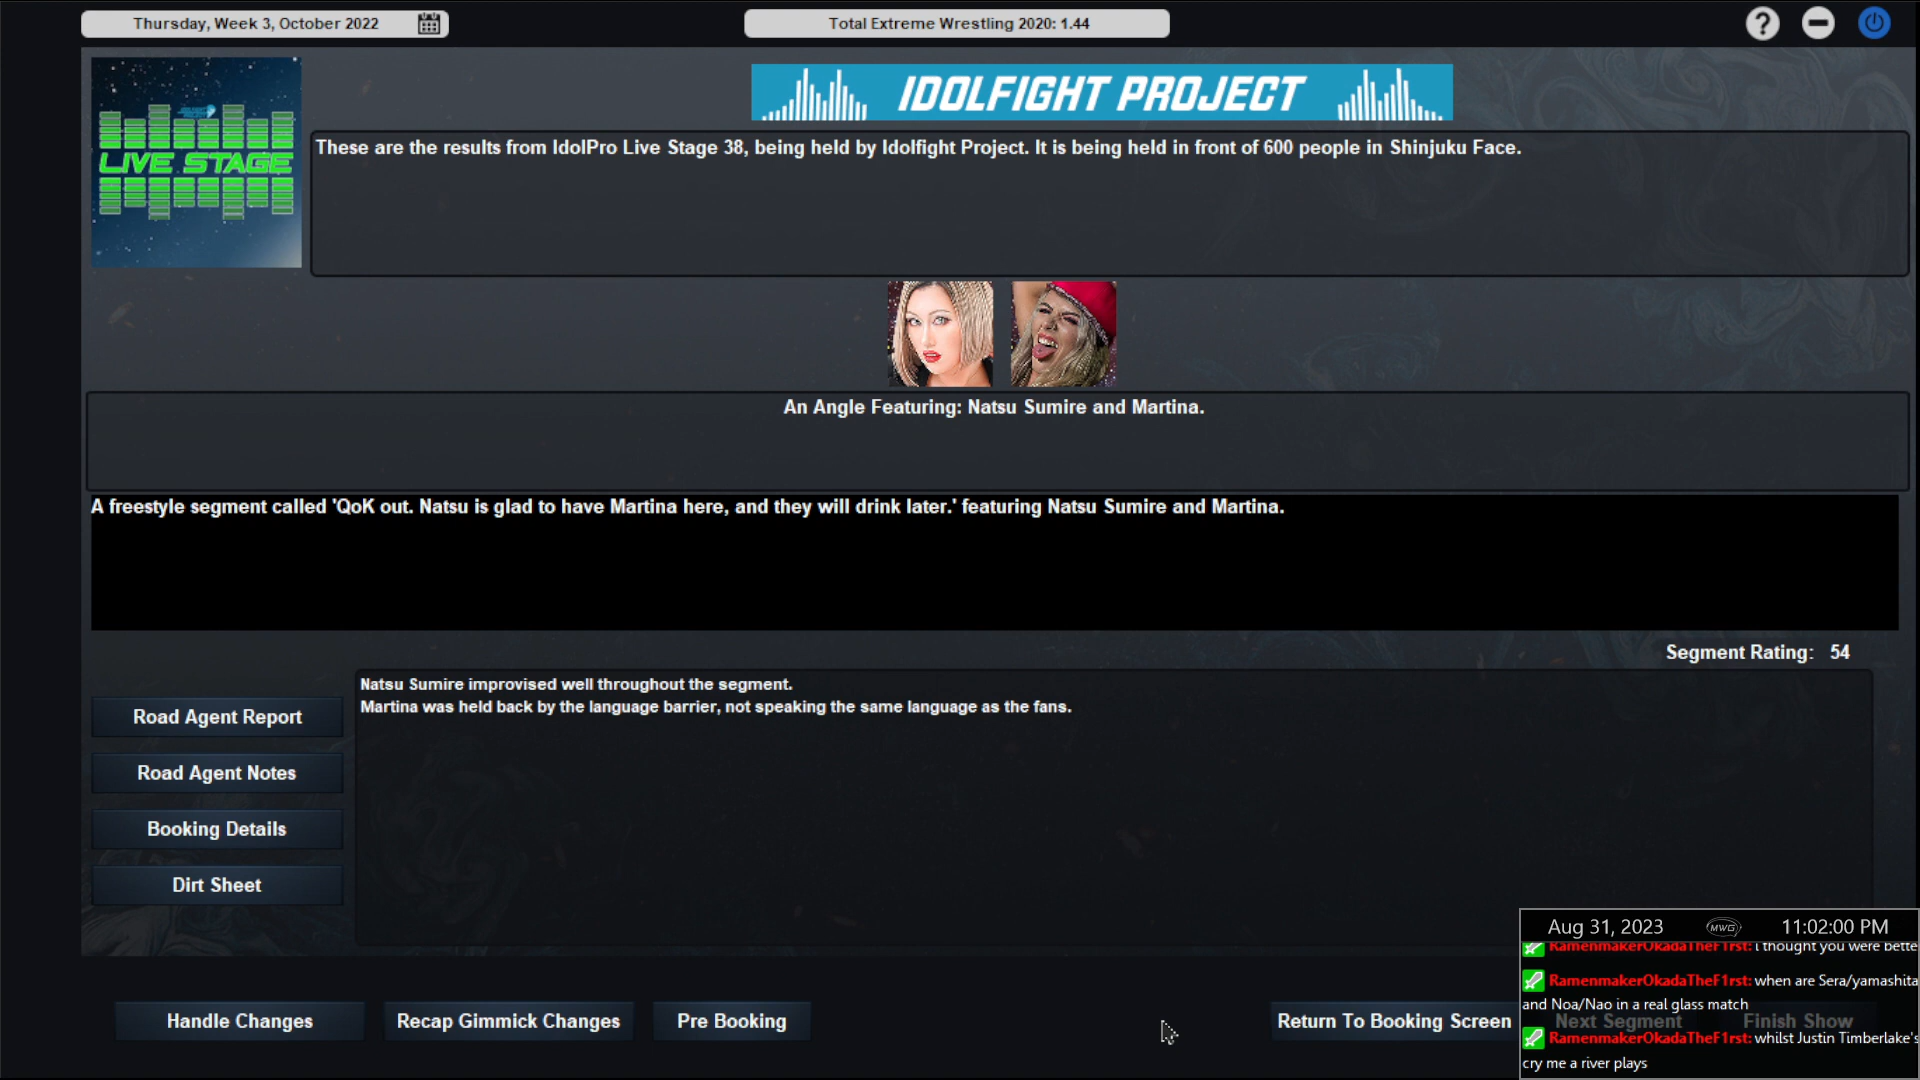 Thursday, Week 3, October 2022
Total Extreme Wrestling 2020: 1.44
?
LIVE STAGE
IDOLFIGHT PROJECT
These are the results from IdolPro Live Stage 38, being held by Idolfight Project. It is being held in front of 600 people in Shinjuku Face.
An Angle Featuring: Natsu Sumire and Martina.
A freestyle segment called 'QoK out. Natsu is glad to have Martina here, and they will drink later.' featuring Natsu Sumire and Martina.
Segment Rating: 54
Natsu Sumire improvised well throughout the segment.
Martina was held back by the language barrier, not speaking the same language as the fans.
Road Agent Report
Road Agent Notes
Booking Details
Dirt Sheet
Handle Changes
Recap Gimmick Changes
Pre Booking
Return To Booking Screen
Next Segment
Finish Show
Aug 31, 2023
MWG
11:02:00 PM
RamenmakerOkadaTheF1rst: I thought you were bette
RamenmakerOkadaTheF1rst: when are Sera/yamashita
and Noa/Nao in a real glass match
RamenmakerOkadaTheF1rst: whilst Justin Timberlake's
cry me a river plays